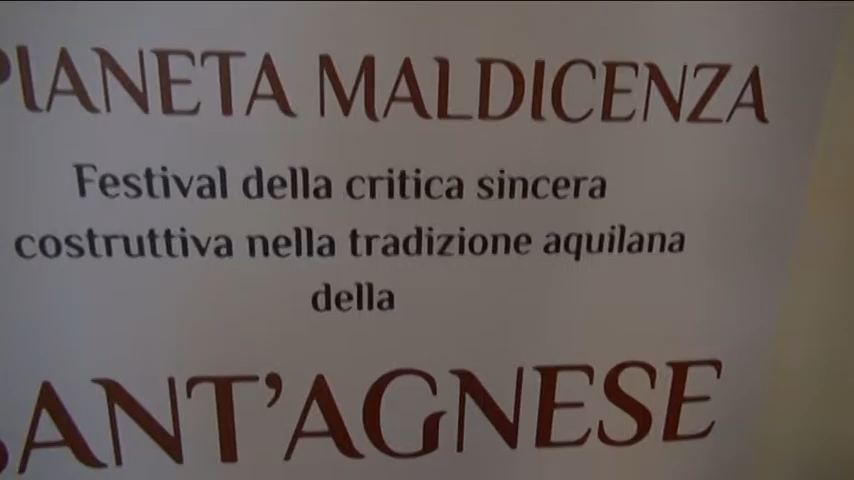 PIANETA MALDICENZA
Festival della critica sincera
costruttiva nella tradizione aquilana
della
SANT'AGNESE